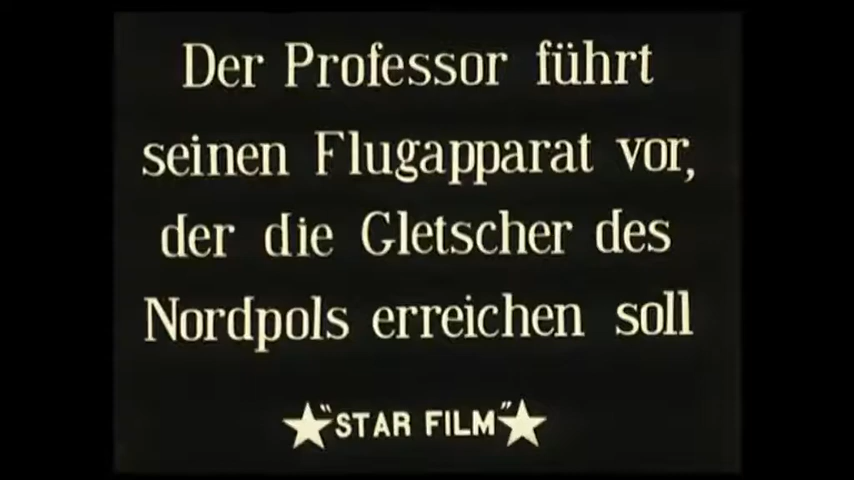 Der Professor führt
seinen Flugapparat vor,
der die Gletscher des
Nordpols erreichen soll
"STAR FILM"